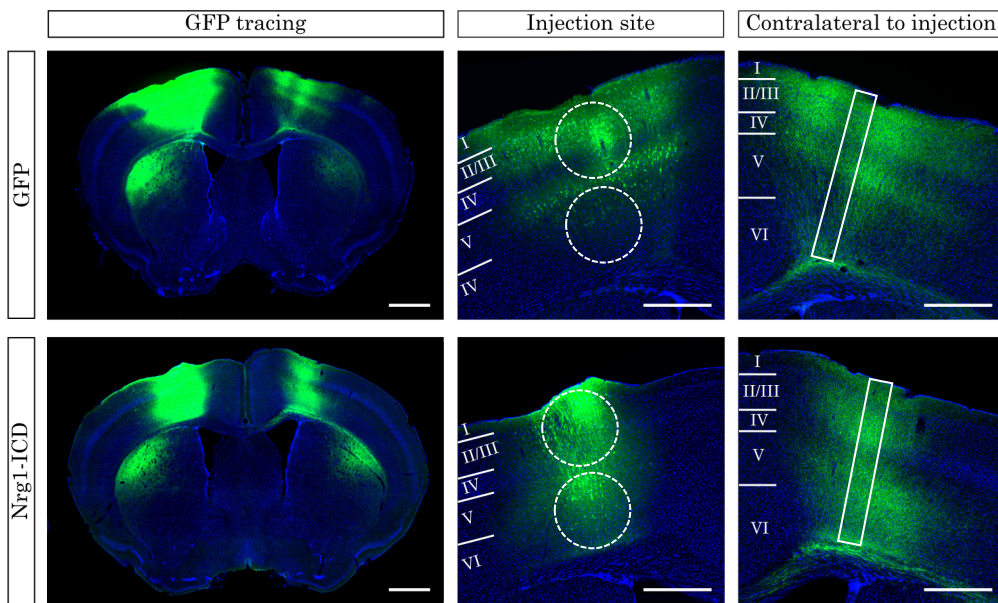 GFP tracing
Injection site
Contralateral to injection
GFP
I
II/III
IV
V
IV
I
II/III
IV
V
VI
Nrg1-ICD
I
II/III
IV
V
VI
I
II/III
IV
V
VI